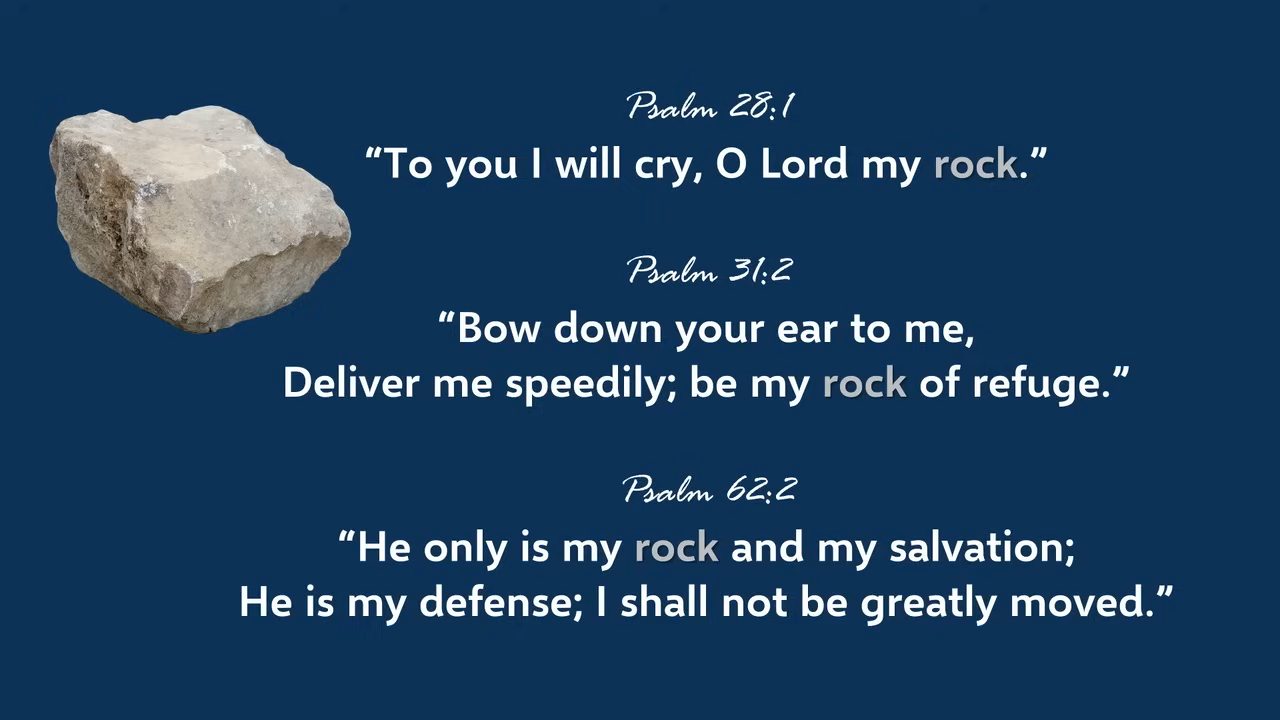 Psalm 28:1
“To you I will cry, O Lord my rock.”
Psalm 31:2
“Bow down your ear to me,
Deliver me speedily; be my rock of refuge.”
Psalm 62:2
“He only is my rock and my salvation;
He is my defense; I shall not be greatly moved.”